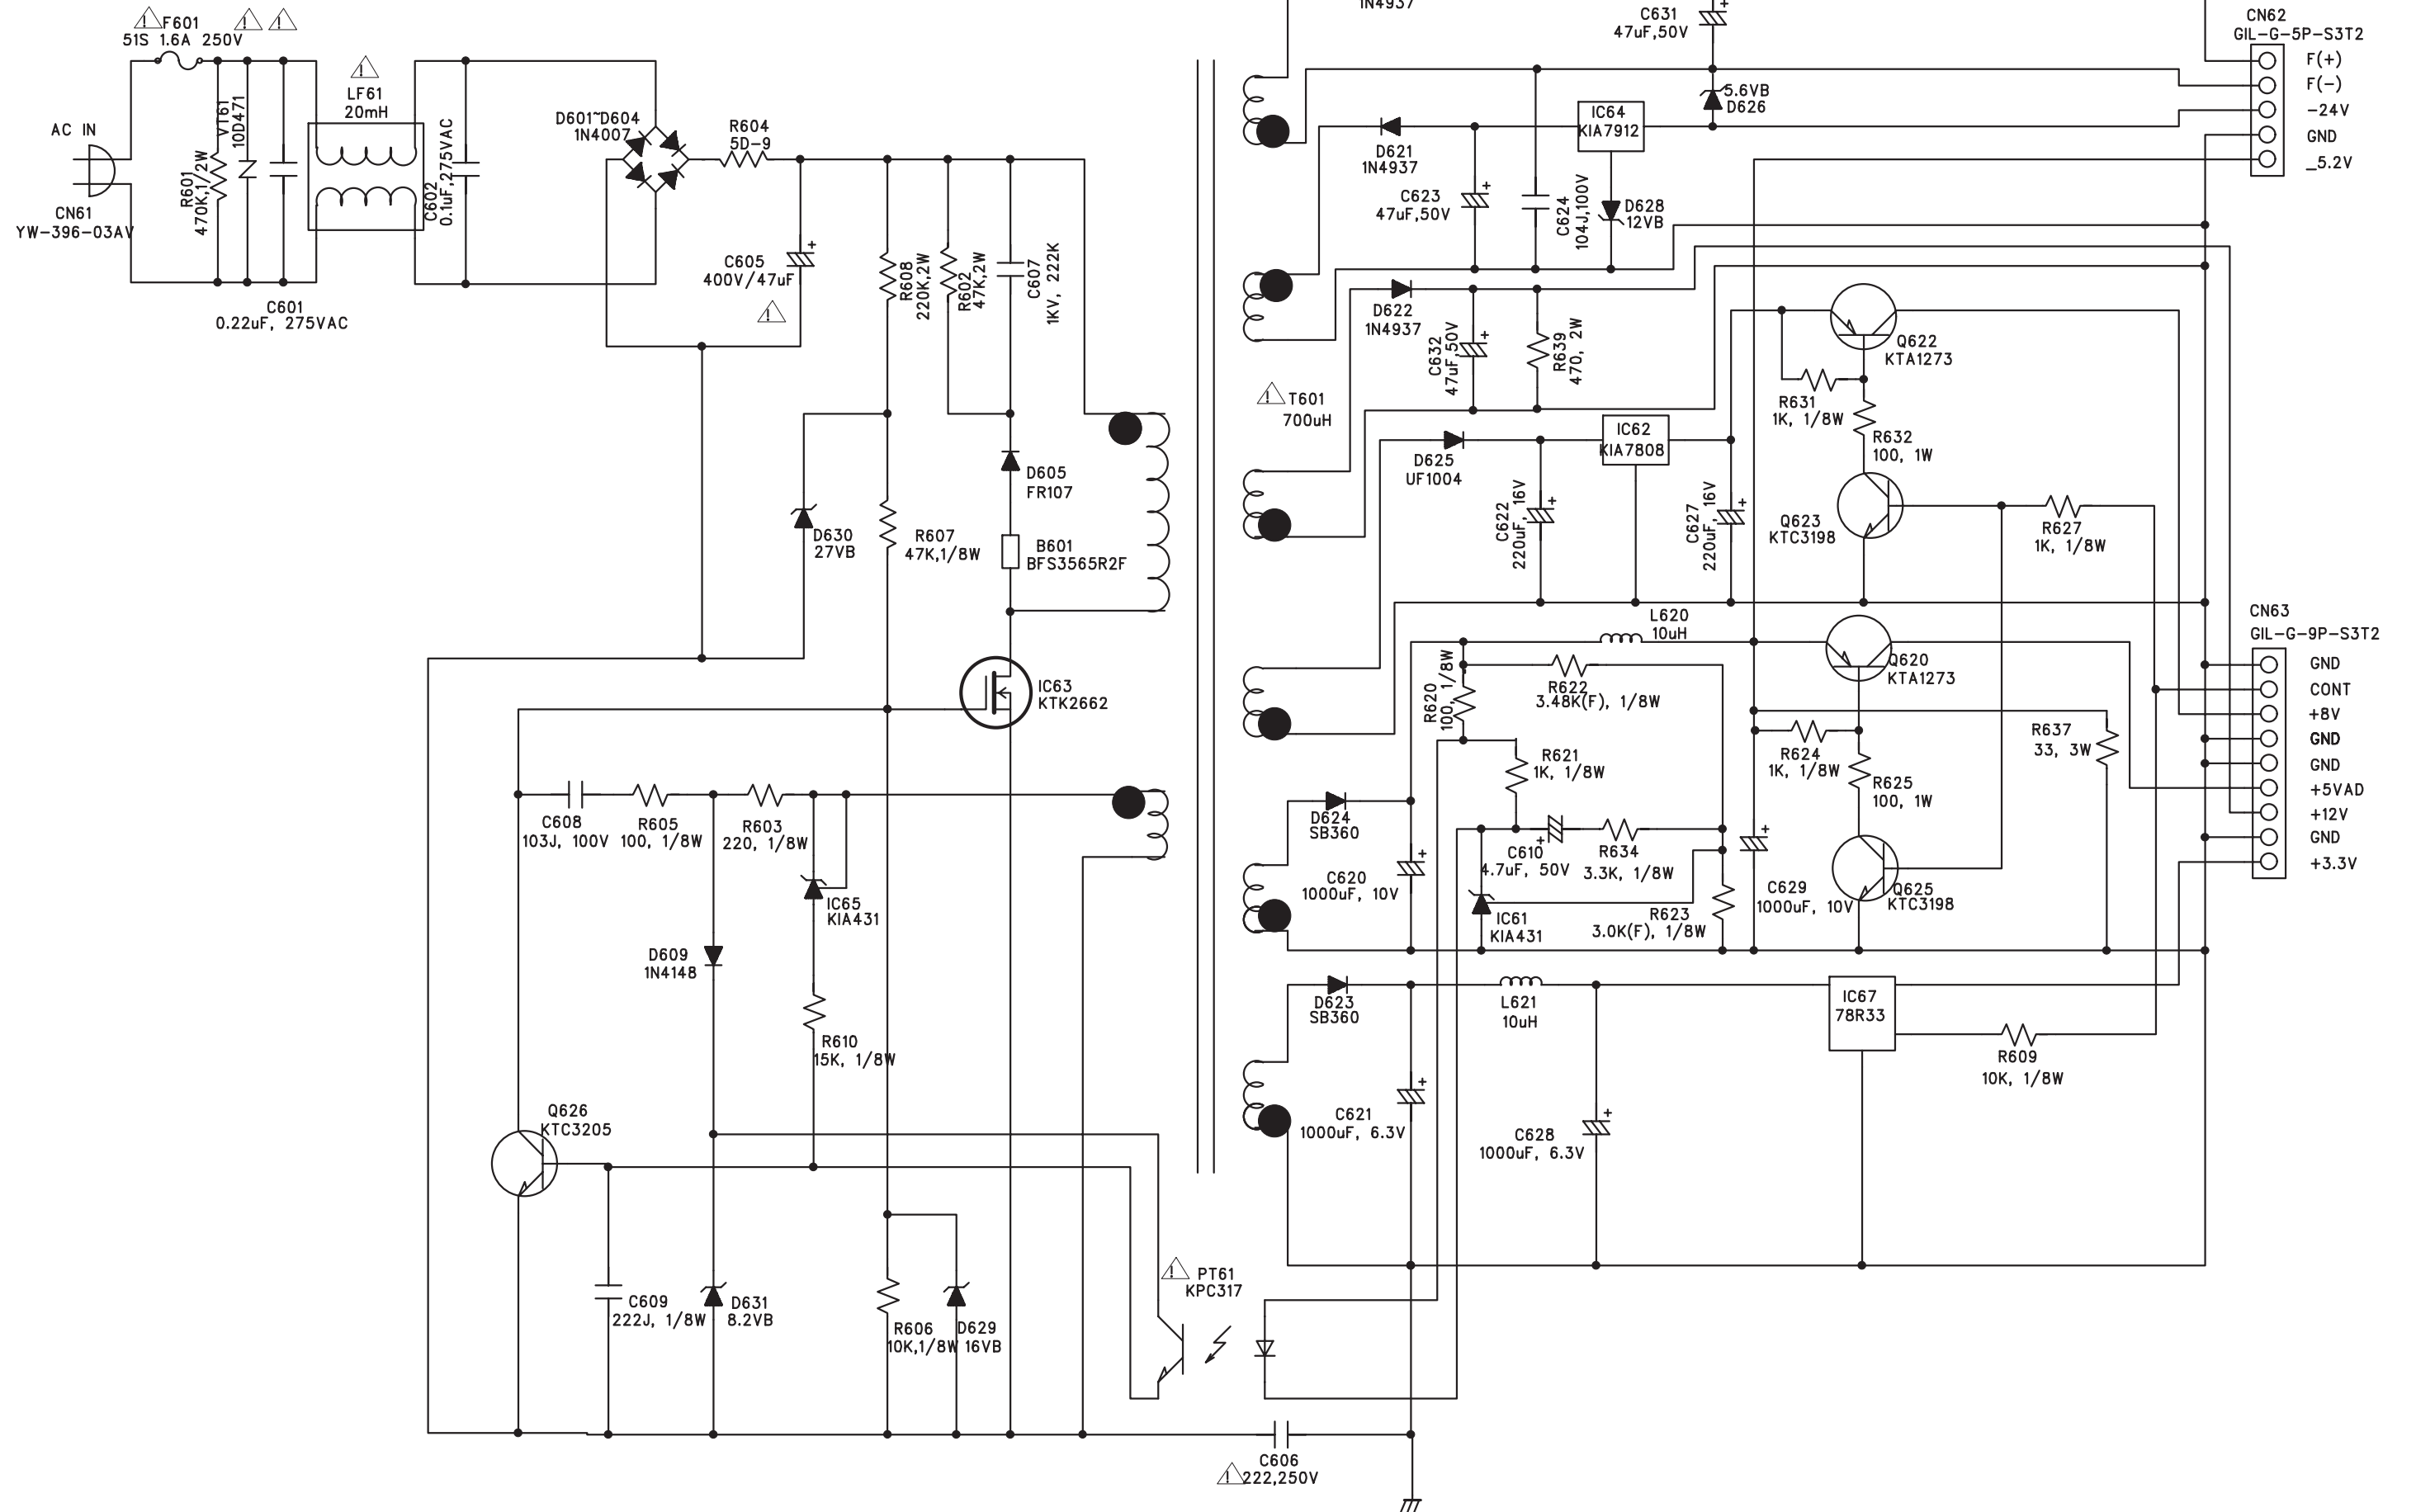 F601
51S 1.6A 250V
AC IN
CN61
YW-396-03AV
R601
470K,1/2W
VT61
10D471
C601
0.22uF, 275VAC
LF61
20mH
C602
0.1uF,275VAC
D601~D604
1N4007
R604
5D-9
C605
400V/47uF
R608
220K,2W
R602
47K,2W
C607
1KV, 222K
D605
FR107
B601
BFS3565R2F
D630
27VB
R607
47K,1/8W
IC63
KTK2662
C608
103J, 100V
R605
100, 1/8W
R603
220, 1/8W
IC65
KIA431
D609
1N4148
R610
15K, 1/8W
Q626
KTC3205
C609
222J, 1/8W
D631
8.2VB
R606
10K,1/8W
D629
16VB
PT61
KPC317
C606
222,250V
T601
700uH
1N4937
C631
47uF,50V
5.6VB
D626
IC64
KIA7912
D621
1N4937
C623
47uF,50V
C624
104J,100V
D628
12VB
D622
1N4937
C632
47uF,50V
R639
470, 2W
D625
UF1004
IC62
KIA7808
C622
220uF, 16V
C627
220uF, 16V
Q622
KTA1273
R631
1K, 1/8W
R632
100, 1W
Q623
KTC3198
R627
1K, 1/8W
L620
10uH
R620
100, 1/8W
R622
3.48K(F), 1/8W
R621
1K, 1/8W
D624
SB360
C620
1000uF, 10V
C610
4.7uF, 50V
R634
3.3K, 1/8W
IC61
KIA431
R623
3.0K(F), 1/8W
C629
1000uF, 10V
Q620
KTA1273
R624
1K, 1/8W
R625
100, 1W
Q625
KTC3198
R637
33, 3W
D623
SB360
L621
10uH
C621
1000uF, 6.3V
C628
1000uF, 6.3V
IC67
78R33
R609
10K, 1/8W
CN62
GIL-G-5P-S3T2
F(+)
F(-)
-24V
GND
_5.2V
CN63
GIL-G-9P-S3T2
GND
CONT
+8V
GND
GND
+5VAD
+12V
GND
+3.3V